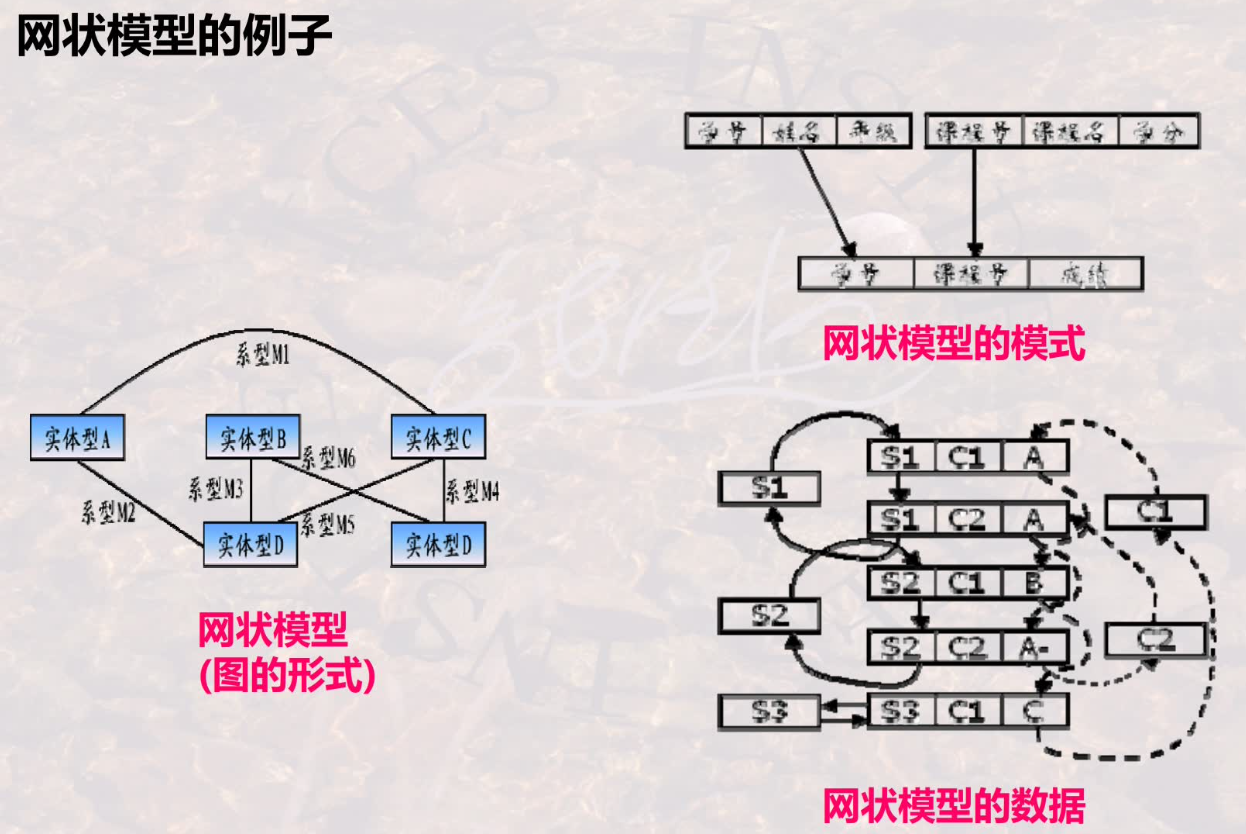 网状模型的例子
学号 姓名 年级 课程号 课程名 学分
学号 课程号 成绩
网状模型的模式
系型M1
实体型A 实体型B 实体型C
系型M6
系型M3 系型M4
系型M2 系型M5
实体型D 实体型D
网状模型
(图的形式)
S1 C1 A
S1 C1
S1 C2 A
S2 C1 B
S2 C2
S2 C2 A-
S3 S3 C1 C
网状模型的数据